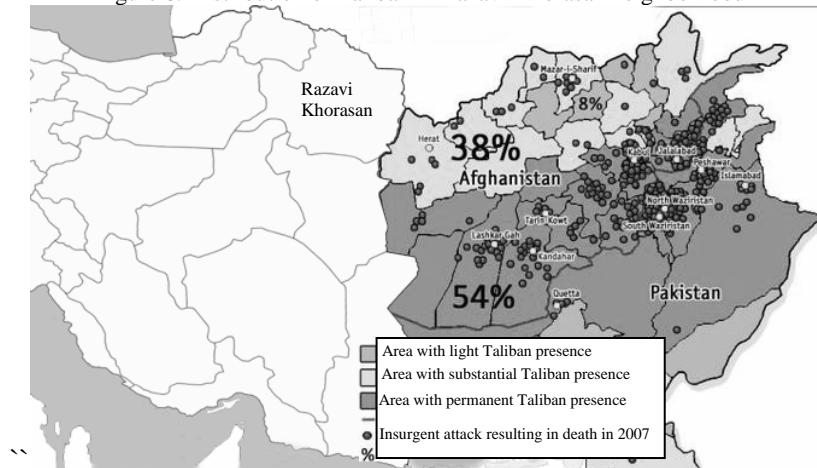 Mazar-i-Sharif
Razavi
Khorasan
8%
Herat
38%
Kabul
Jalalabad
Peshawar
Afghanistan
Islamabad
North Waziristan
Tarin Kowt
South Waziristan
Lashkar Gah
Kandahar
Quetta
54%
Pakistan
Area with light Taliban presence
Area with substantial Taliban presence
Area with permanent Taliban presence
Insurgent attack resulting in death in 2007
``
%